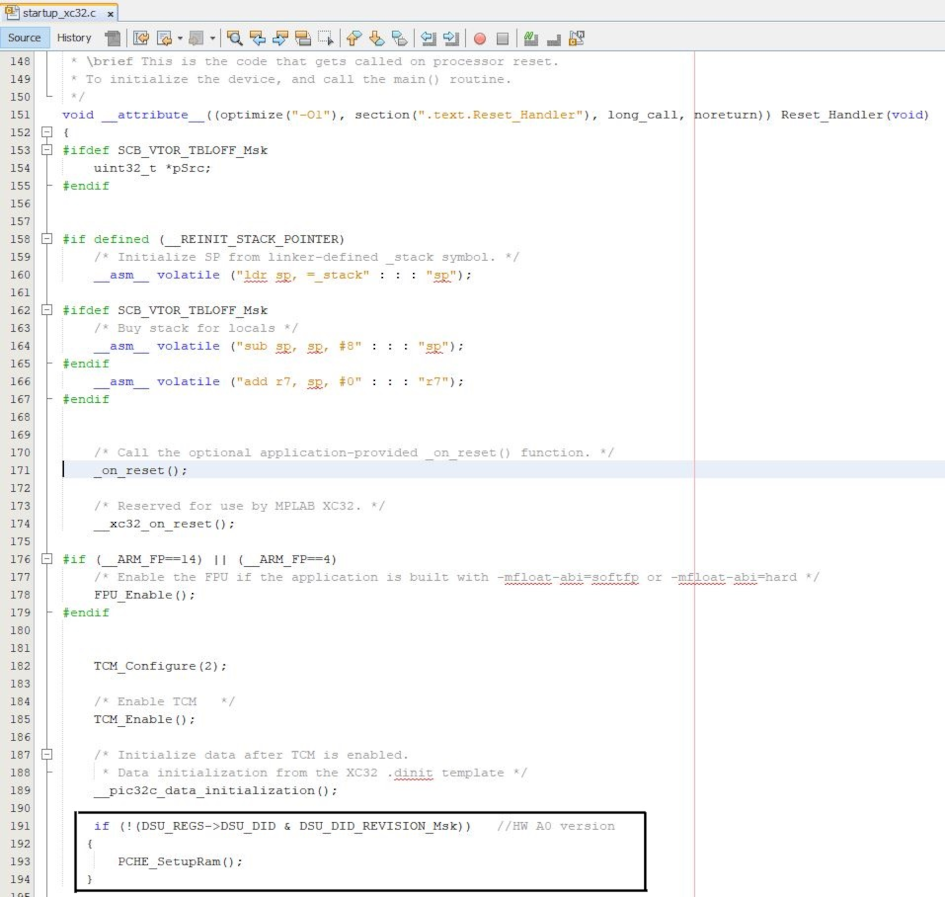 startup_xc32.c x
Source History
148 * \brief This is the code that gets called on processor reset.
149 * To initialize the device, and call the main() routine.
150 */
151 void __attribute__((optimize("-O1"), section(".text.Reset_Handler"), long_call, noreturn)) Reset_Handler(void)
152 {
153 #ifdef SCB_VTOR_TBLOFF_Msk
154 uint32_t *pSrc;
155 #endif
156
157
158 #if defined (__REINIT_STACK_POINTER)
159 /* Initialize SP from linker-defined _stack symbol. */
160 __asm__ volatile ("ldr sp, =_stack" : : : "sp");
161
162 #ifdef SCB_VTOR_TBLOFF_Msk
163 /* Buy stack for locals */
164 __asm__ volatile ("sub sp, sp, #8" : : : "sp");
165 #endif
166 __asm__ volatile ("add r7, sp, #0" : : : "r7");
167 #endif
168
169
170 /* Call the optional application-provided _on_reset() function. */
171 _on_reset();
172
173 /* Reserved for use by MPLAB XC32. */
174 __xc32_on_reset();
175
176 #if (__ARM_FP==14) || (__ARM_FP==4)
177 /* Enable the FPU if the application is built with -mfloat-abi=softfp or -mfloat-abi=hard */
178 FPU_Enable();
179 #endif
180
181
182 TCM_Configure(2);
183
184 /* Enable TCM */
185 TCM_Enable();
186
187 /* Initialize data after TCM is enabled.
188 * Data initialization from the XC32 .dinit template */
189 __pic32c_data_initialization();
190
191 if (!(DSU_REGS->DSU_DID & DSU_DID_REVISION_Msk)) //HW A0 version
192 {
193 PCHE_SetupRam();
194 }
195